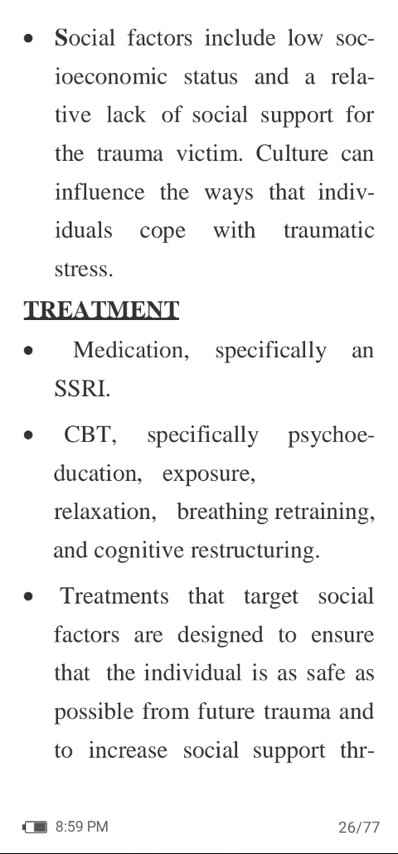 • Social factors include low soc-
ioeconomic status and a rela-
tive lack of social support for
the trauma victim. Culture can
influence the ways that indiv-
iduals cope with traumatic
stress.
TREATMENT
• Medication, specifically an
SSRI.
• CBT, specifically psychoe-
ducation, exposure,
relaxation, breathing retraining,
and cognitive restructuring.
• Treatments that target social
factors are designed to ensure
that the individual is as safe as
possible from future trauma and
to increase social support thr-
8:59 PM 26/77